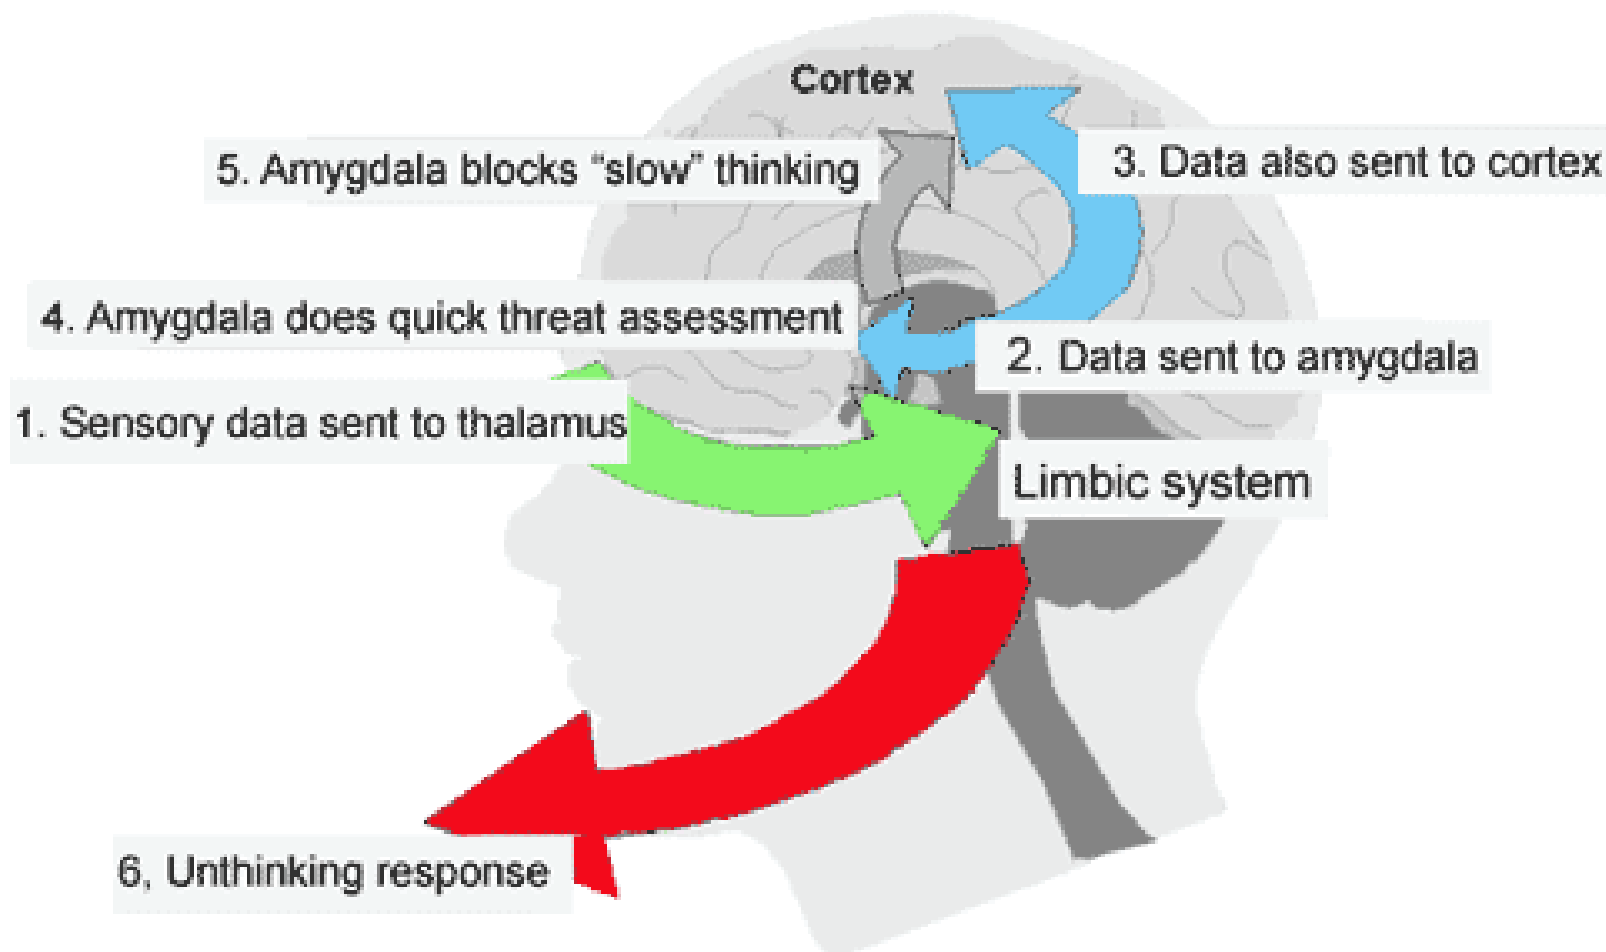 Cortex
5. Amygdala blocks “slow” thinking
3. Data also sent to cortex
4. Amygdala does quick threat assessment
2. Data sent to amygdala
1. Sensory data sent to thalamus
Limbic system
6, Unthinking response